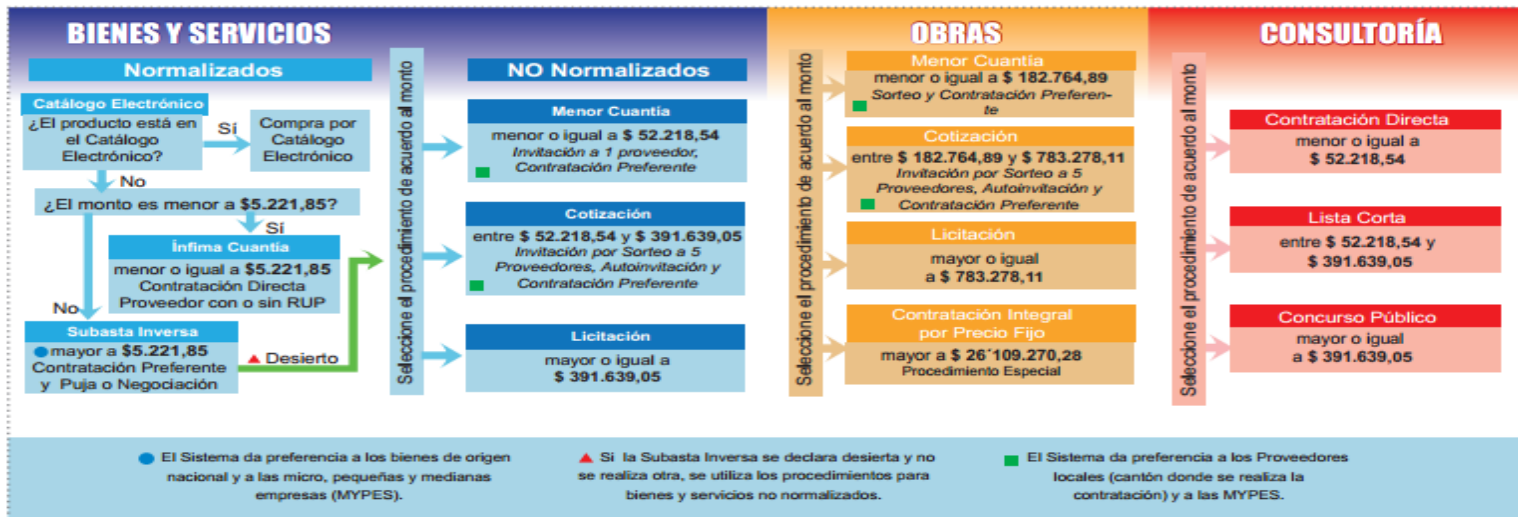 BIENES Y SERVICIOS
Normalizados
Catálogo Electrónico
¿El producto está en
el Catálogo
Electrónico?
Sí
Compra por
Catálogo
Electrónico
No
¿El monto es menor a $5.221,85?
Sí
Ínfima Cuantía
menor o igual a $5.221,85
Contratación Directa
Proveedor con o sin RUP
No
Subasta Inversa
mayor a $5.221,85
Contratación Preferente
y Puja o Negociación
Desierto
Seleccione el procedimiento de acuerdo al monto
NO Normalizados
Menor Cuantía
menor o igual a $ 52.218,54
Invitación a 1 proveedor,
Contratación Preferente
Cotización
entre $ 52.218,54 y $ 391.639,05
Invitación por Sorteo a 5
Proveedores, Autoinvitación y
Contratación Preferente
Licitación
mayor o igual a
$ 391.639,05
OBRAS
Seleccione el procedimiento de acuerdo al monto
Menor Cuantía
menor o igual a $ 182.764,89
Sorteo y Contratación Preferen-
te
Cotización
entre $ 182.764,89 y $ 783.278,11
Invitación por Sorteo a 5
Proveedores, Autoinvitación y
Contratación Preferente
Licitación
mayor o igual
a $ 783.278,11
Contratación Integral
por Precio Fijo
mayor a $ 26´109.270,28
Procedimiento Especial
CONSULTORÍA
Seleccione el procedimiento de acuerdo al monto
Contratación Directa
menor o igual a
$ 52.218,54
Lista Corta
entre $ 52.218,54 y
$ 391.639,05
Concurso Público
mayor o igual
a $ 391.639,05
El Sistema da preferencia a los bienes de origen
nacional y a las micro, pequeñas y medianas
empresas (MYPES).
Si la Subasta Inversa se declara desierta y no
se realiza otra, se utiliza los procedimientos para
bienes y servicios no normalizados.
El Sistema da preferencia a los Proveedores
locales (cantón donde se realiza la
contratación) y a las MYPES.